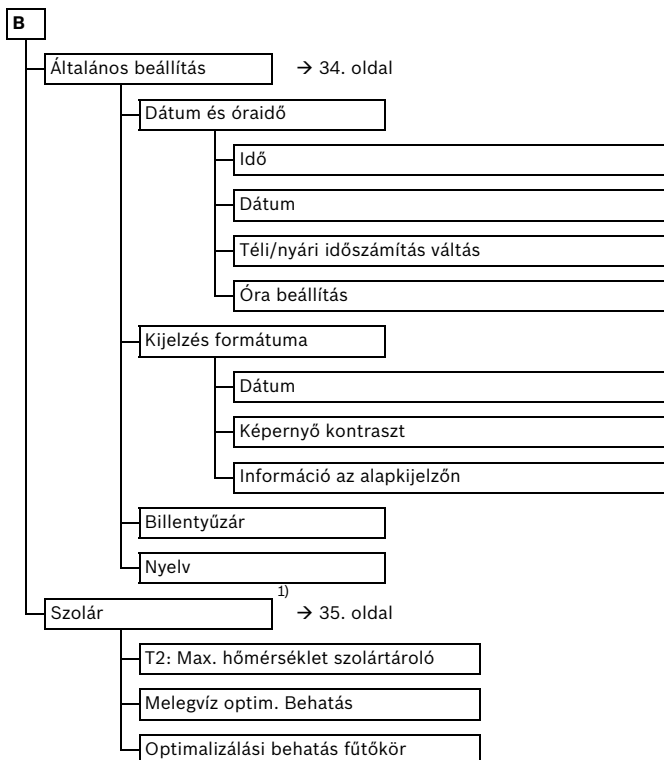 B
Általános beállítás → 34. oldal
Dátum és óraidő
Idő
Dátum
Téli/nyári időszámítás váltás
Óra beállítás
Kijelzés formátuma
Dátum
Képernyő kontraszt
Információ az alapkijelzőn
Billentyűzár
Nyelv
Szolár 1) → 35. oldal
T2: Max. hőmérséklet szolártároló
Melegvíz optim. Behatás
Optimalizálási behatás fűtőkör